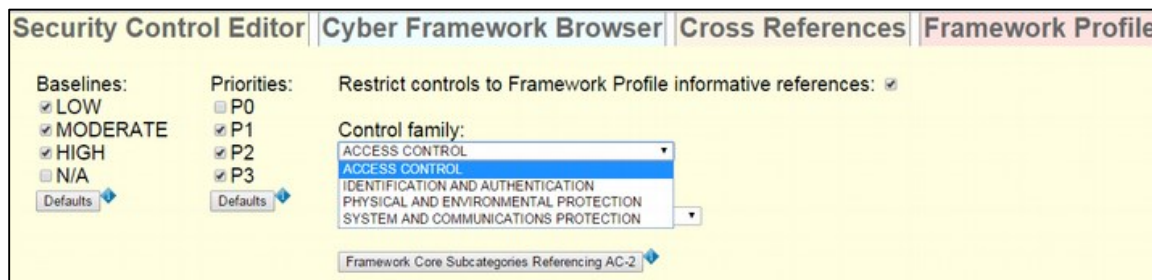 Security Control Editor Cyber Framework Browser Cross References Framework Profile
Baselines: Priorities: Restrict controls to Framework Profile informative references:
LOW P0
MODERATE P1 Control family:
HIGH P2 ACCESS CONTROL
N/A P3 ACCESS CONTROL
IDENTIFICATION AND AUTHENTICATION
Defaults Defaults PHYSICAL AND ENVIRONMENTAL PROTECTION
SYSTEM AND COMMUNICATIONS PROTECTION
Framework Core Subcategories Referencing AC-2